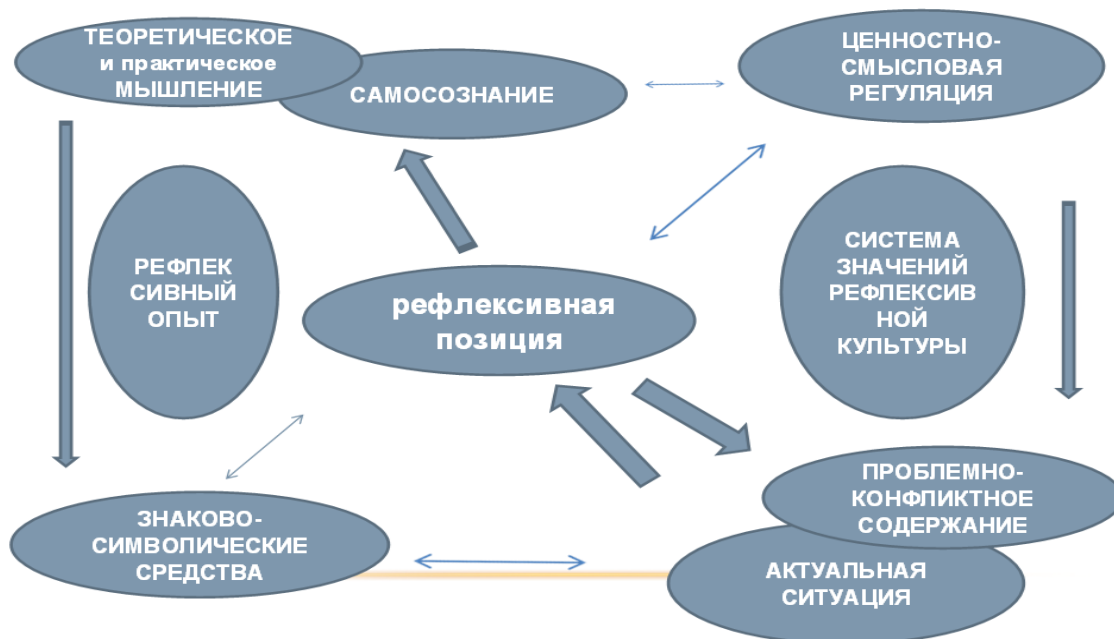 ТЕОРЕТИЧЕСКОЕ
и практическое
МЫШЛЕНИЕ
САМОСОЗНАНИЕ
ЦЕННОСТНО-
СМЫСЛОВАЯ
РЕГУЛЯЦИЯ
РЕФЛЕК
СИВНЫЙ
ОПЫТ
рефлексивная
позиция
СИСТЕМА
ЗНАЧЕНИЙ
РЕФЛЕКСИВ
НОЙ
КУЛЬТУРЫ
ЗНАКОВО-
СИМВОЛИЧЕСКИЕ
СРЕДСТВА
ПРОБЛЕМНО-
КОНФЛИКТНОЕ
СОДЕРЖАНИЕ
АКТУАЛЬНАЯ
СИТУАЦИЯ